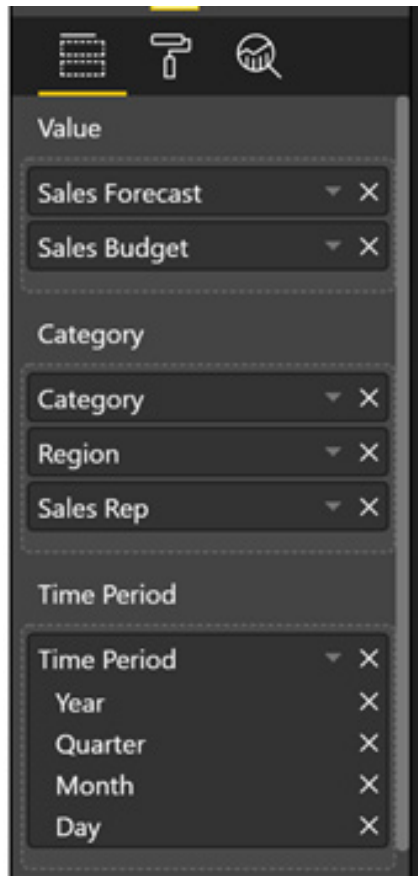 Value
Sales Forecast
Sales Budget
Category
Category
Region
Sales Rep
Time Period
Time Period
Year
Quarter
Month
Day